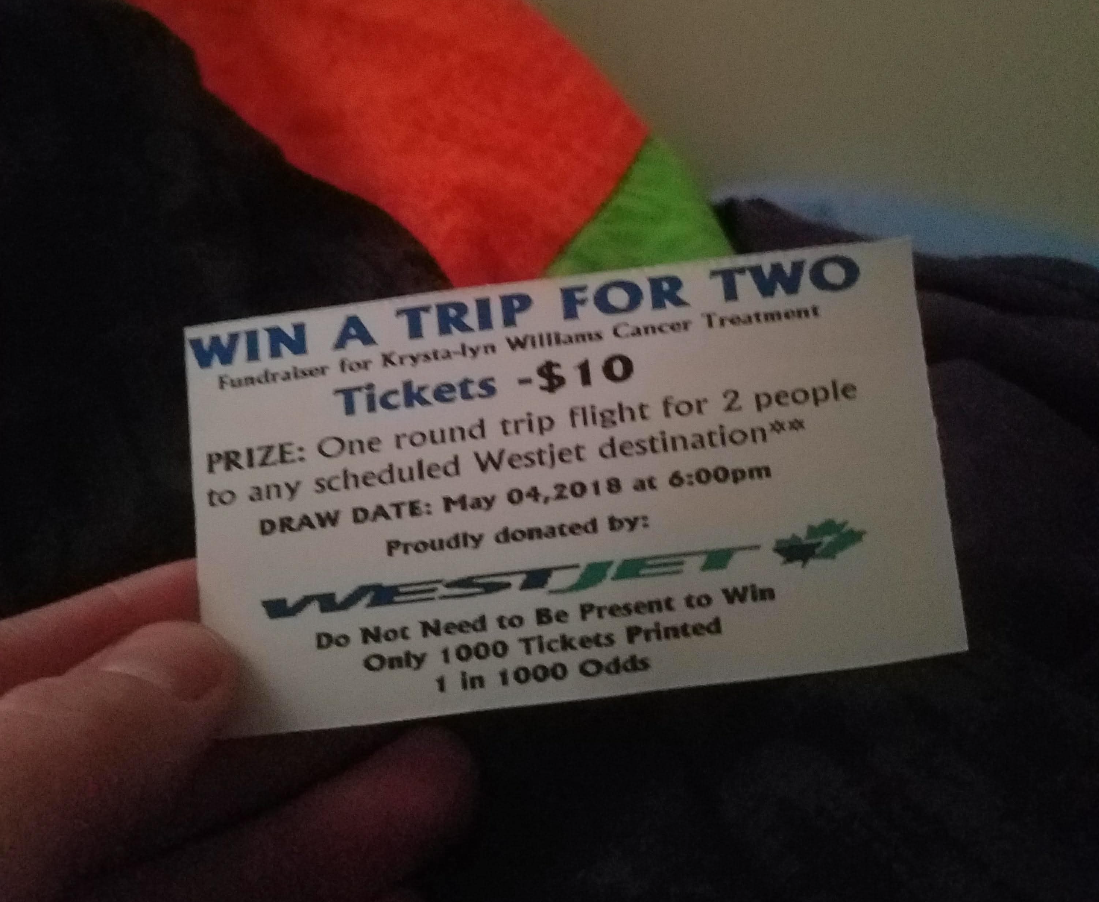 WIN A TRIP FOR TWO
Fundraiser for Krysta-lyn Williams Cancer Treatment
Tickets -$10
PRIZE: One round trip flight for 2 people
to any scheduled Westjet destination**
DRAW DATE: May 04,2018 at 6:00pm
Proudly donated by:
WESTJET
Do Not Need to Be Present to Win
Only 1000 Tickets Printed
1 in 1000 Odds